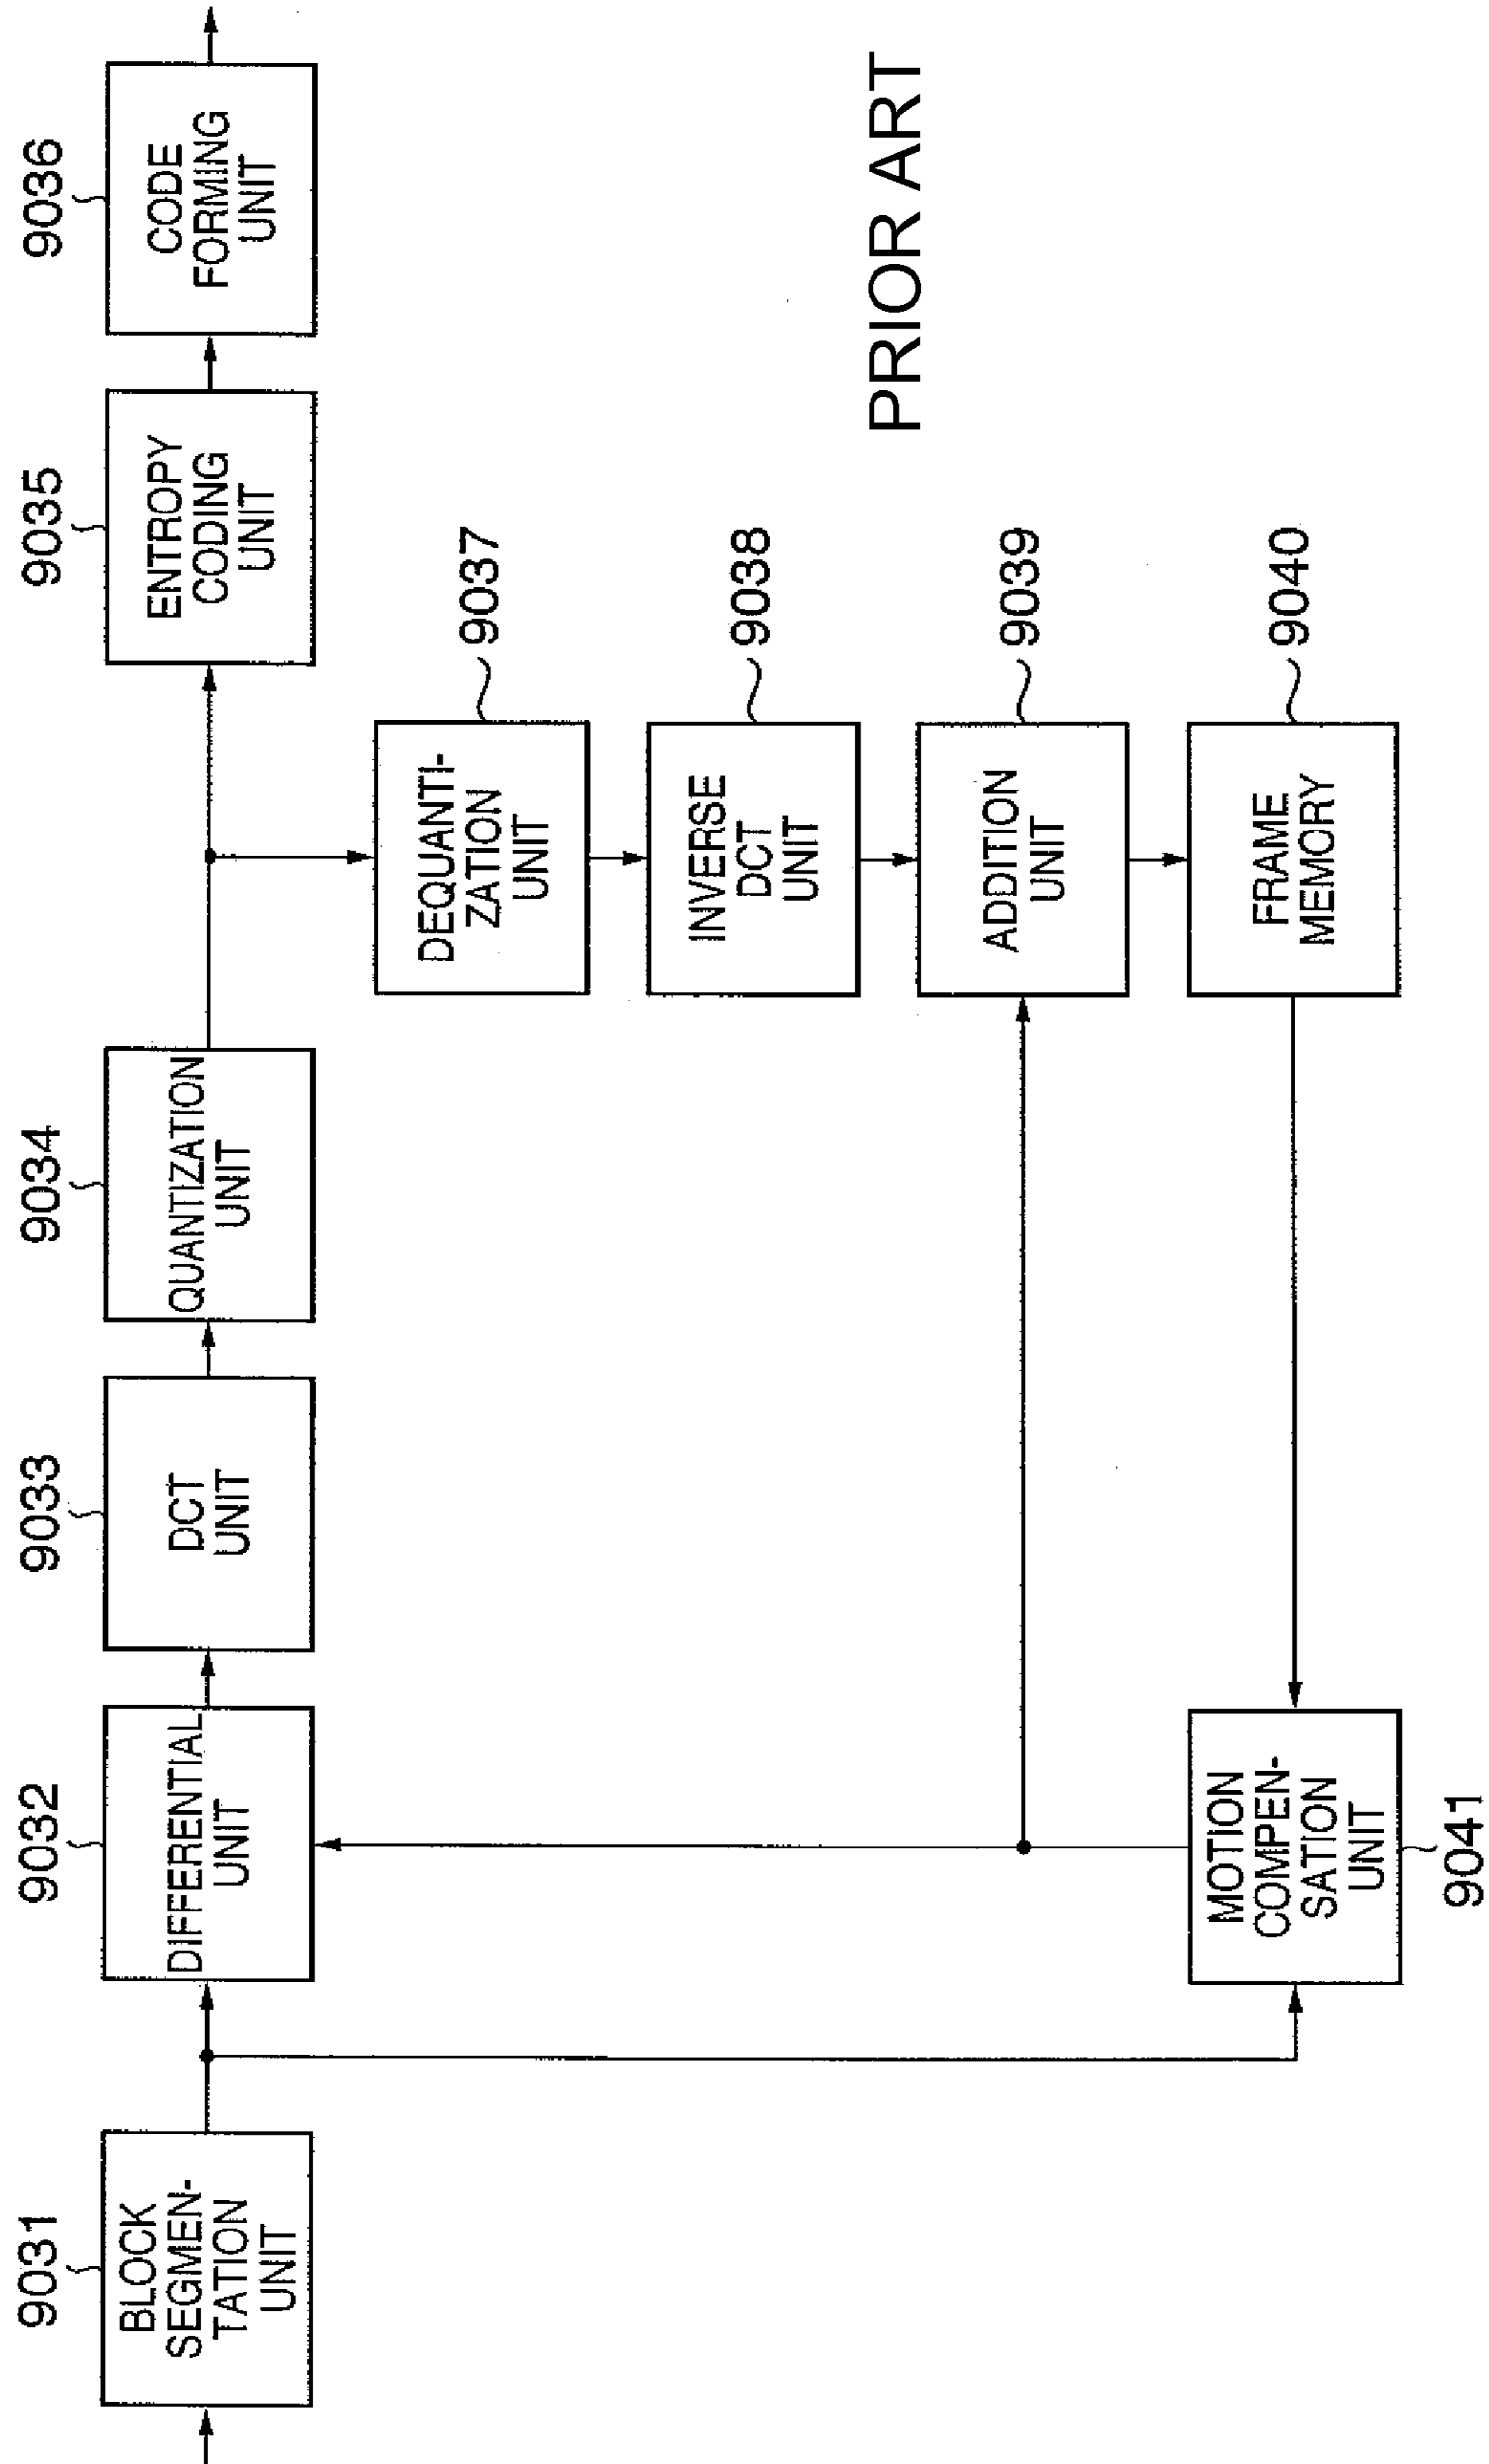 9031
BLOCK
SEGMEN-
TATION
UNIT
9032
DIFFERENTIAL
UNIT
9033
DCT
UNIT
9034
QUANTIZATION
UNIT
9035
ENTROPY
CODING
UNIT
9036
CODE
FORMING
UNIT
DEQUANTI-
ZATION
UNIT
9037
INVERSE
DCT
UNIT
9038
ADDITION
UNIT
9039
FRAME
MEMORY
9040
MOTION
COMPEN-
SATION
UNIT
9041
PRIOR ART